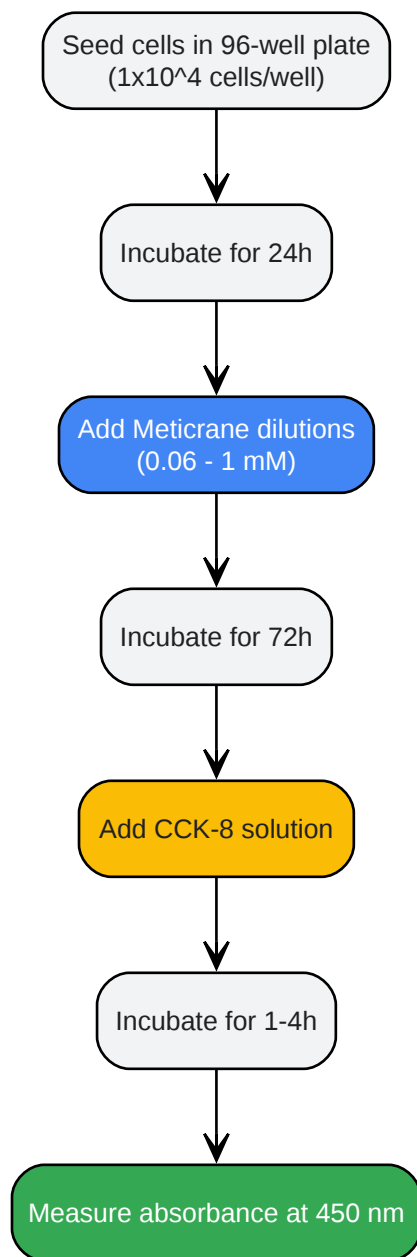 Seed cells in 96-well plate
(1x10^4 cells/well)
Incubate for 24h
Add Meticrane dilutions
(0.06 - 1 mM)
Incubate for 72h
Add CCK-8 solution
Incubate for 1-4h
Measure absorbance at 450 nm